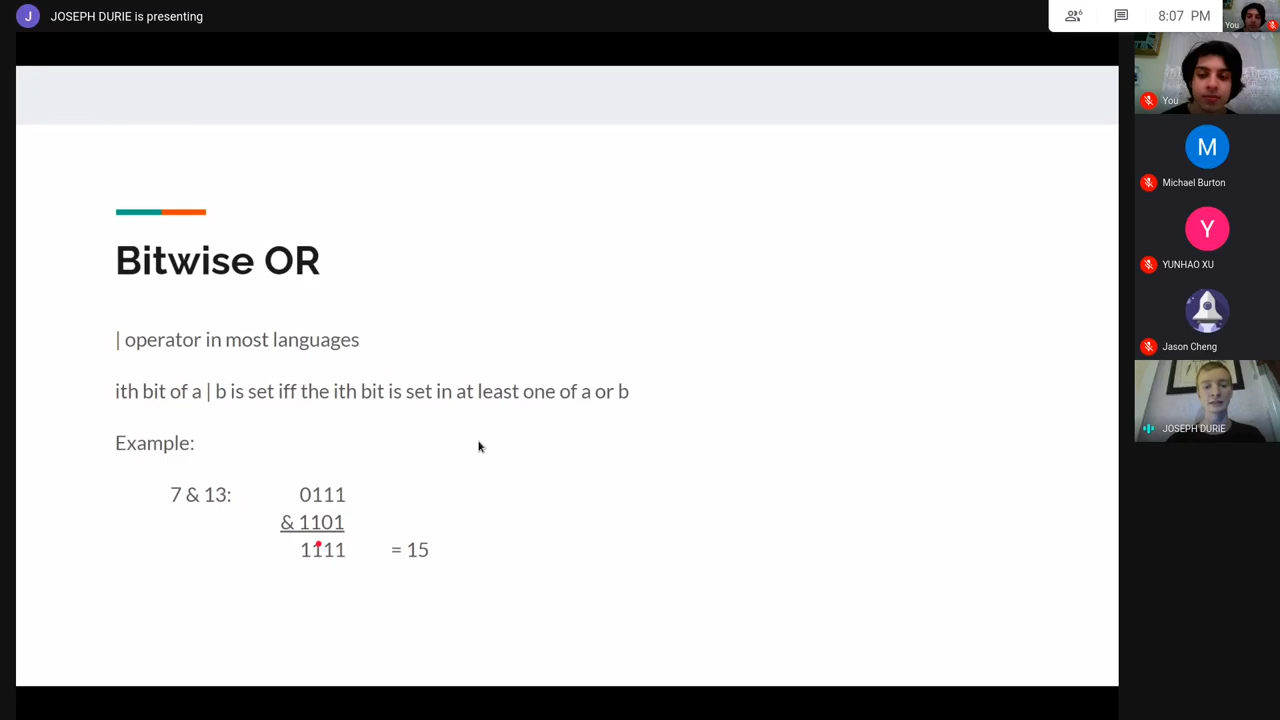 J JOSEPH DURIE is presenting
6
8:07 PM
You
You
M
Michael Burton
Y
YUNHAO XU
Jason Cheng
JOSEPH DURIE
Bitwise OR
| operator in most languages
ith bit of a | b is set iff the ith bit is set in at least one of a or b
Example:
7 & 13: 0111
& 1101
1111 = 15